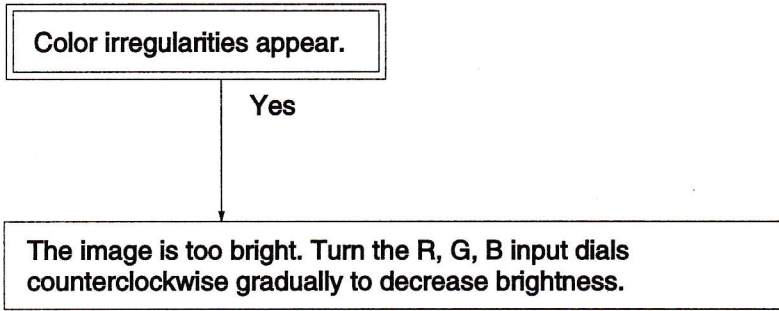 Color irregularities appear.
Yes
The image is too bright. Turn the R, G, B input dials
counterclockwise gradually to decrease brightness.